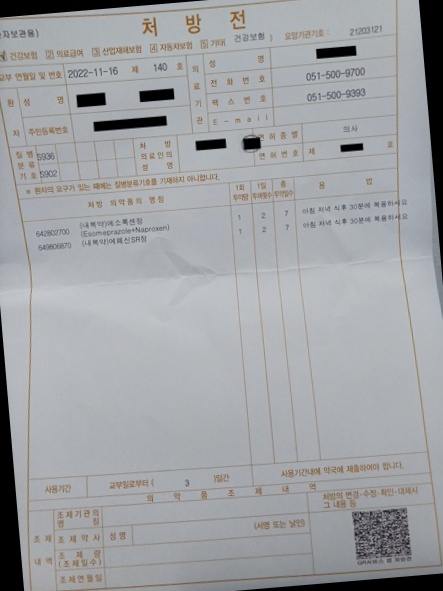 자보관용)
처 방 전
1 건강보험 2 의료급여 3 산업재해보험 4 자동차보험 5 기타( 건강보험 ) 요양기관기호: 21203121
교부 연월일 및 번호 2022-11-16 제 140 호
의료기관
성 명
전 화 번 호 051-500-9700
팩 스 번 호 051-500-9393
E-mail
환자
성 명
주민등록번호
질병분류기호
S936
S902
처 방 의료인의 성 명
면 허 종 별 의사
면 허 번 호 제 호
※ 환자의 요구가 있는 때에는 질병분류기호를 기재하지 아니합니다.
처방 의약품의 명칭
1회 투약량
1일 투여횟수
총 투약일수
용 법
642802700 (내복약)에소록센정 1 2 7 아침 저녁 식후 30분에 복용하세요
(Esomeprazole+Naproxen)
649806870 (내복약)에페신SR정 1 2 7 아침 저녁 식후 30분에 복용하세요
사용기간 교부일로부터 ( 3 )일간 사용기간내에 약국에 제출하여야 합니다.
의 약 품 조 제 내 역
조제 내역
조제기관의 명 칭
처방의 변경·수정·확인·대체시 그 내용 등
조 제 약 사 성 명 (서명 또는 날인)
조 제 량 (조제일수)
조제연월일